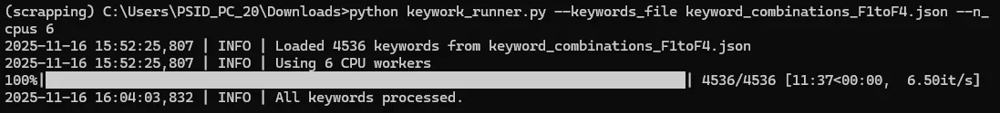 (scrapping) C:\Users\PSID_PC_20\Downloads>python keywork_runner.py --keywords_file keyword_combinations_F1toF4.json --n_
cpus 6
2025-11-16 15:52:25,807 | INFO | Loaded 4536 keywords from keyword_combinations_F1toF4.json
2025-11-16 15:52:25,807 | INFO | Using 6 CPU workers
100%|| 4536/4536 [11:37<00:00,  6.50it/s]
2025-11-16 16:04:03,832 | INFO | All keywords processed.